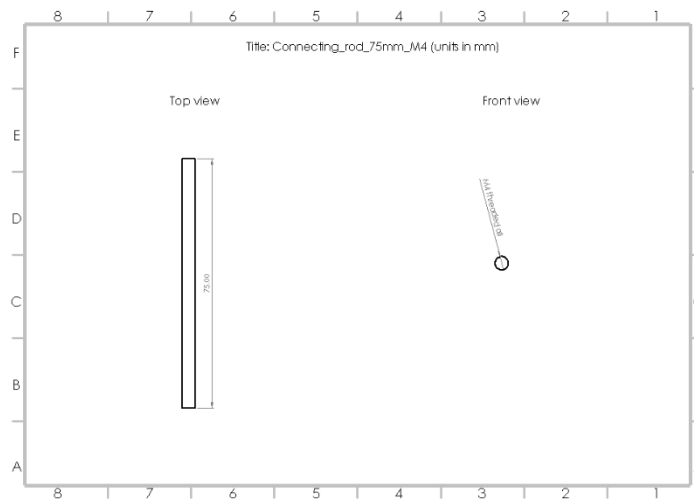 8 7 6 5 4 3 2 1
Title: Connecting_rod_75mm_M4 (units in mm)
F
Top view
Front view
E
M4 threaded all
D
75.00
C
B
A
8 7 6 5 4 3 2 1